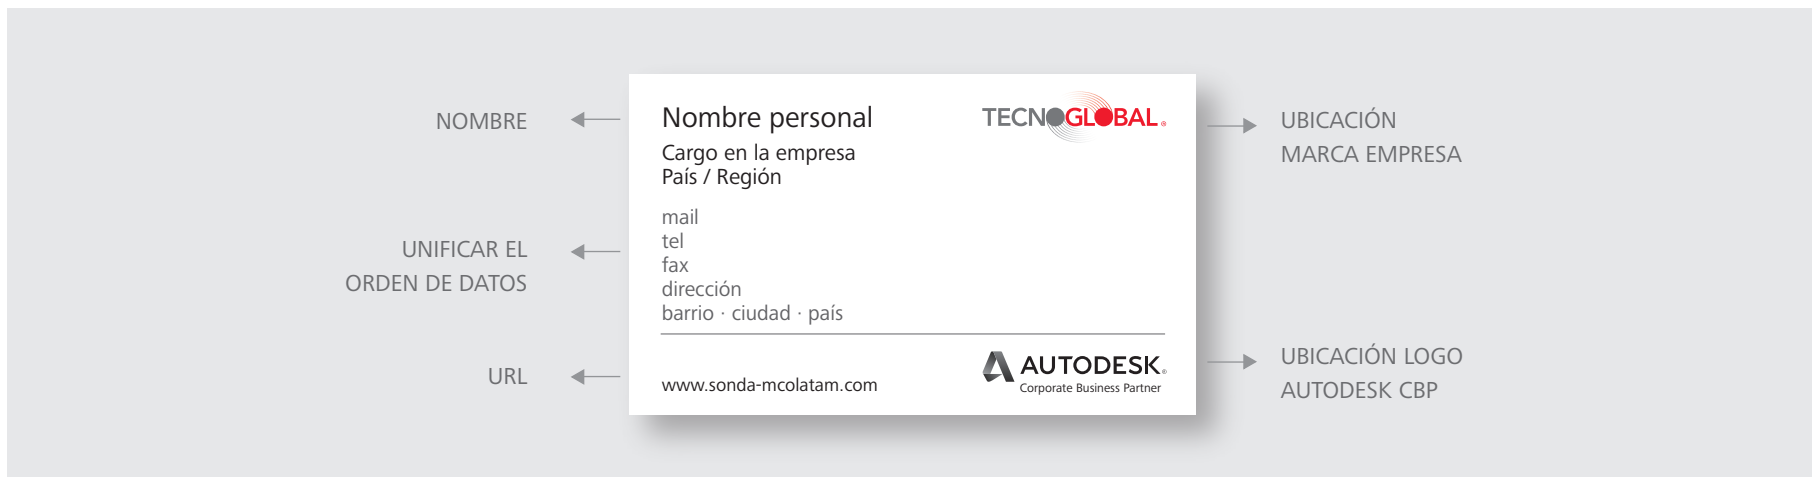 NOMBRE
UNIFICAR EL
ORDEN DE DATOS
URL
Nombre personal
Cargo en la empresa
País / Región
mail
tel
fax
dirección
barrio · ciudad · país
www.sonda-mcolatam.com
TECNOGLOBAL®
AUTODESK®
Corporate Business Partner
UBICACIÓN
MARCA EMPRESA
UBICACIÓN LOGO
AUTODESK CBP